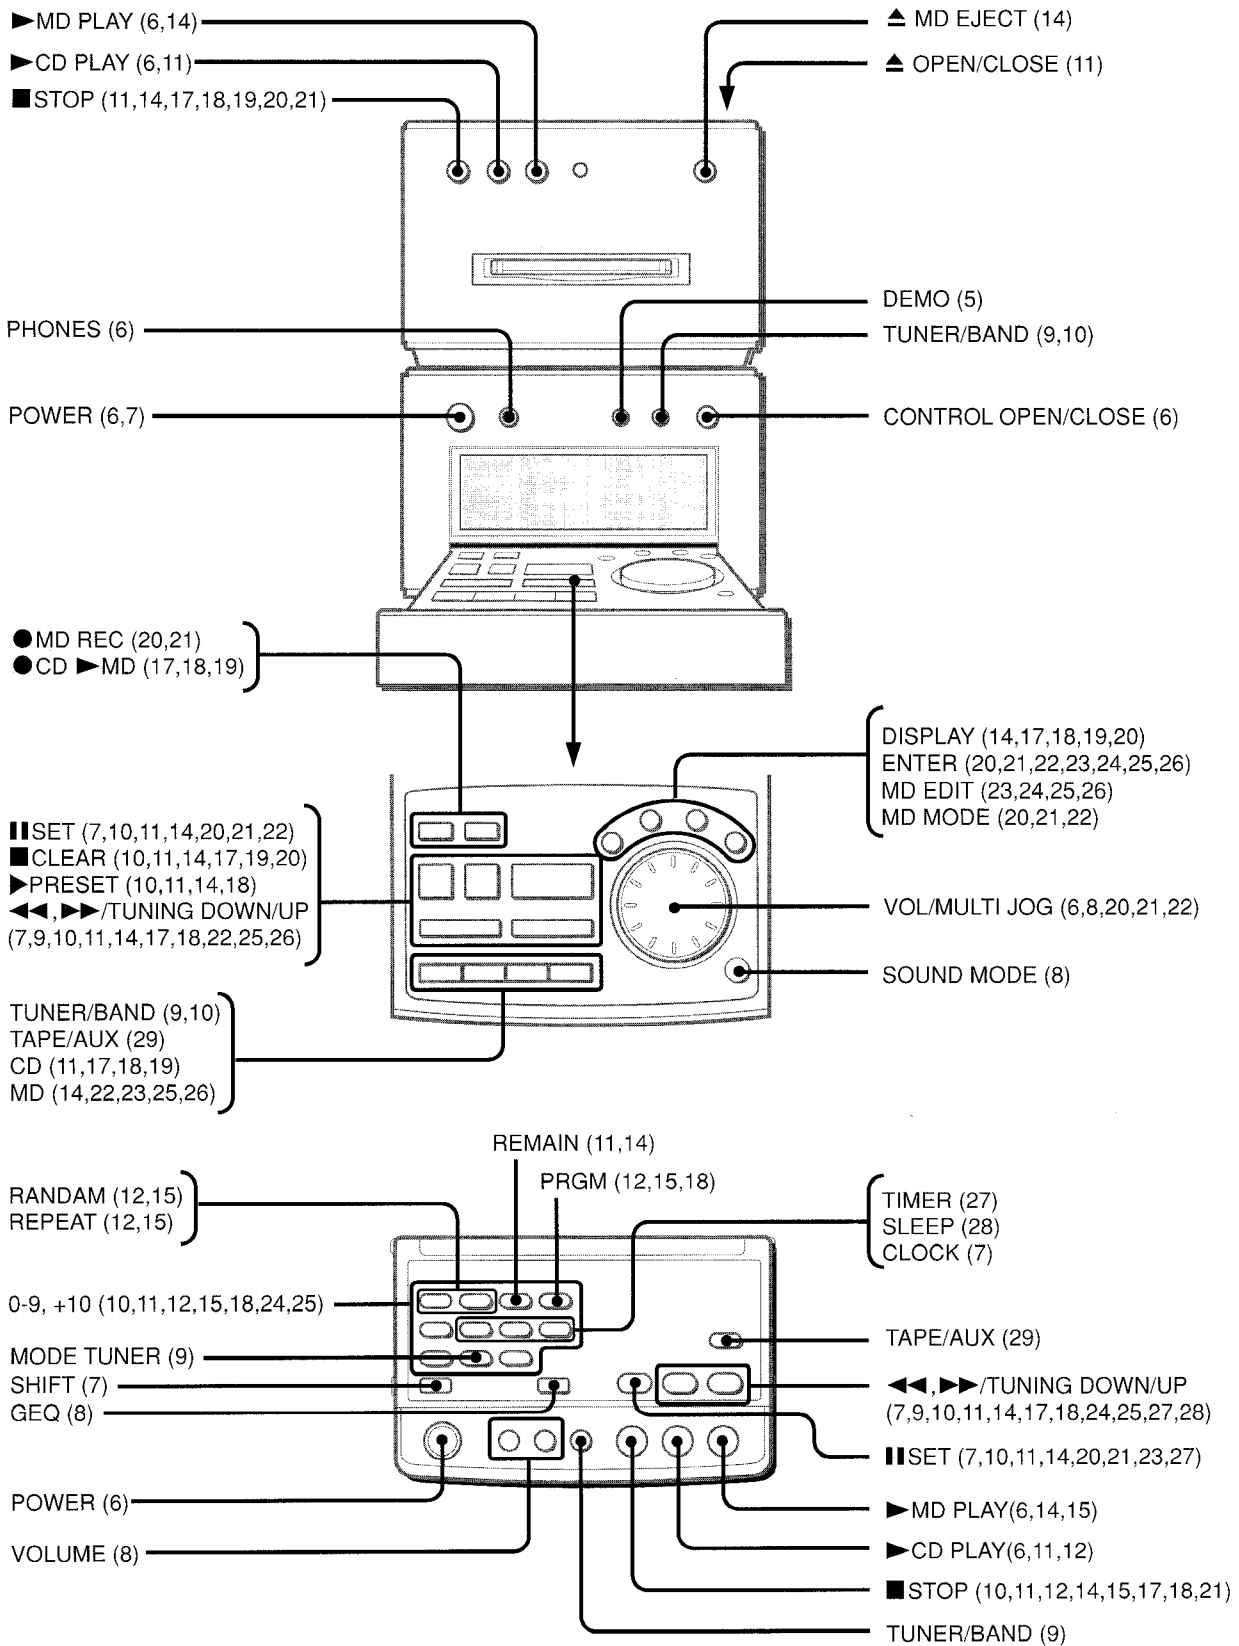 ►MD PLAY (6,14)
►CD PLAY (6,11)
■STOP (11,14,17,18,19,20,21)
⏏ MD EJECT (14)
⏏ OPEN/CLOSE (11)
PHONES (6)
POWER (6,7)
DEMO (5)
TUNER/BAND (9,10)
CONTROL OPEN/CLOSE (6)
●MD REC (20,21)
●CD ►MD (17,18,19)
DISPLAY (14,17,18,19,20)
ENTER (20,21,22,23,24,25,26)
MD EDIT (23,24,25,26)
MD MODE (20,21,22)
❚❚SET (7,10,11,14,20,21,22)
■CLEAR (10,11,14,17,19,20)
►PRESET (10,11,14,18)
◄◄,►►/TUNING DOWN/UP
(7,9,10,11,14,17,18,22,25,26)
VOL/MULTI JOG (6,8,20,21,22)
SOUND MODE (8)
TUNER/BAND (9,10)
TAPE/AUX (29)
CD (11,17,18,19)
MD (14,22,23,25,26)
REMAIN (11,14)
PRGM (12,15,18)
RANDAM (12,15)
REPEAT (12,15)
TIMER (27)
SLEEP (28)
CLOCK (7)
0-9, +10 (10,11,12,15,18,24,25)
MODE TUNER (9)
SHIFT (7)
GEQ (8)
TAPE/AUX (29)
◄◄,►►/TUNING DOWN/UP
(7,9,10,11,14,17,18,24,25,27,28)
❚❚SET (7,10,11,14,20,21,23,27)
POWER (6)
VOLUME (8)
►MD PLAY(6,14,15)
►CD PLAY(6,11,12)
■STOP (10,11,12,14,15,17,18,21)
TUNER/BAND (9)